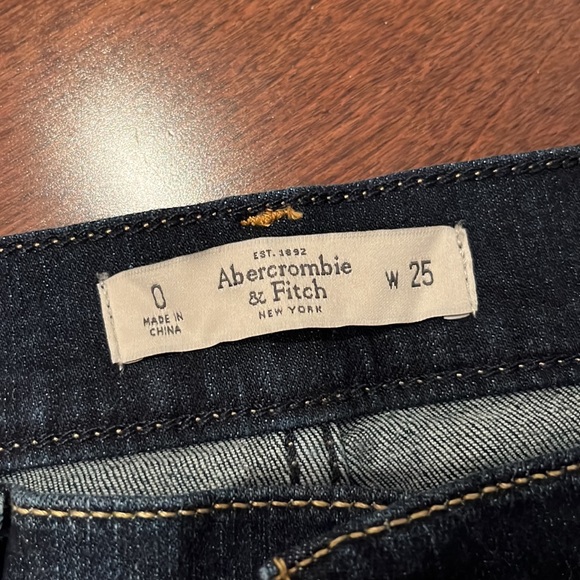 0
MADE IN
CHINA
EST. 1892
Abercrombie
& Fitch
NEW YORK
W 25